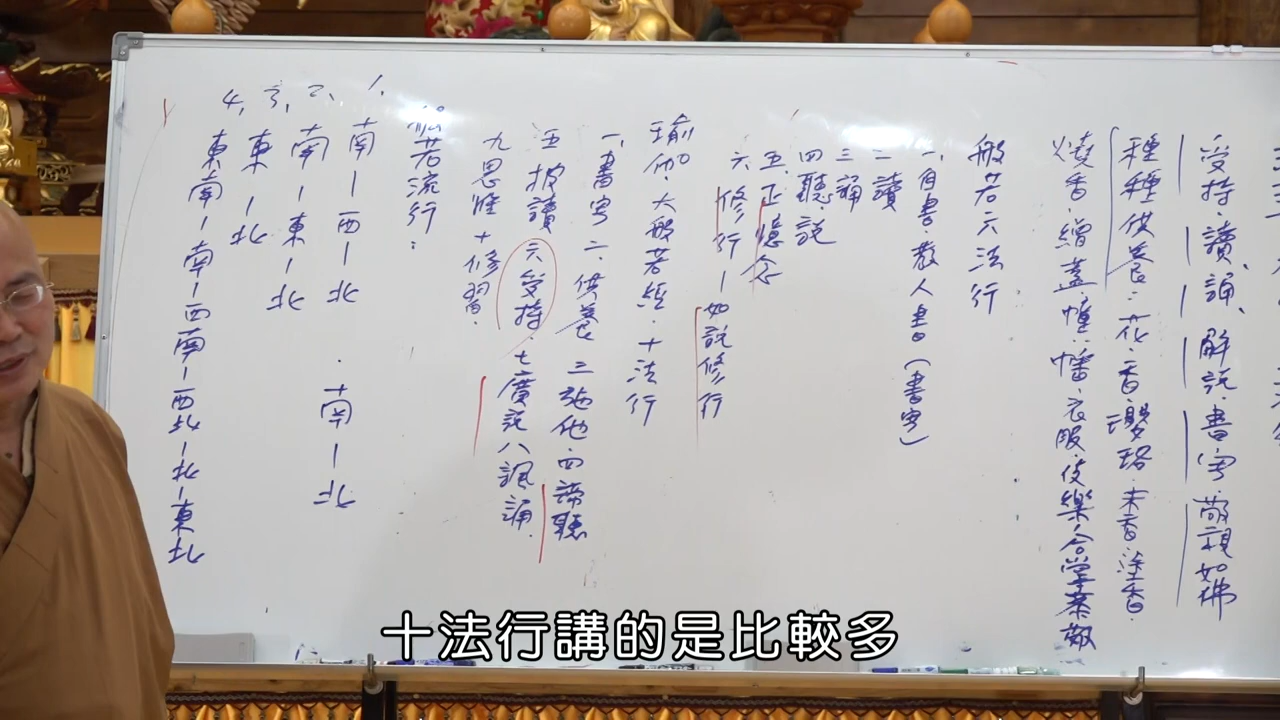 受持、讀、誦、解說、書寫、敬視如佛
種種供養：花、香、瓔珞、末香、塗香、
燒香、繒蓋、幢、幡、衣服、伎樂、合掌恭敬
般若六法行
一、自書、教人書（書寫）
二讀
三誦
四聽說
五、正憶念
六、修行－如說修行
瑜伽、大般若經、十法行
一、書寫 二、供養 三施他、四諦聽
五 披讀 六受持、七廣說八諷誦、
九思惟 十修習、
般若流行：
1、南－西－北．南－北
2、南－東－北
3、東－北
4、東南－南－西南－西北－北－東北
十法行講的是比較多